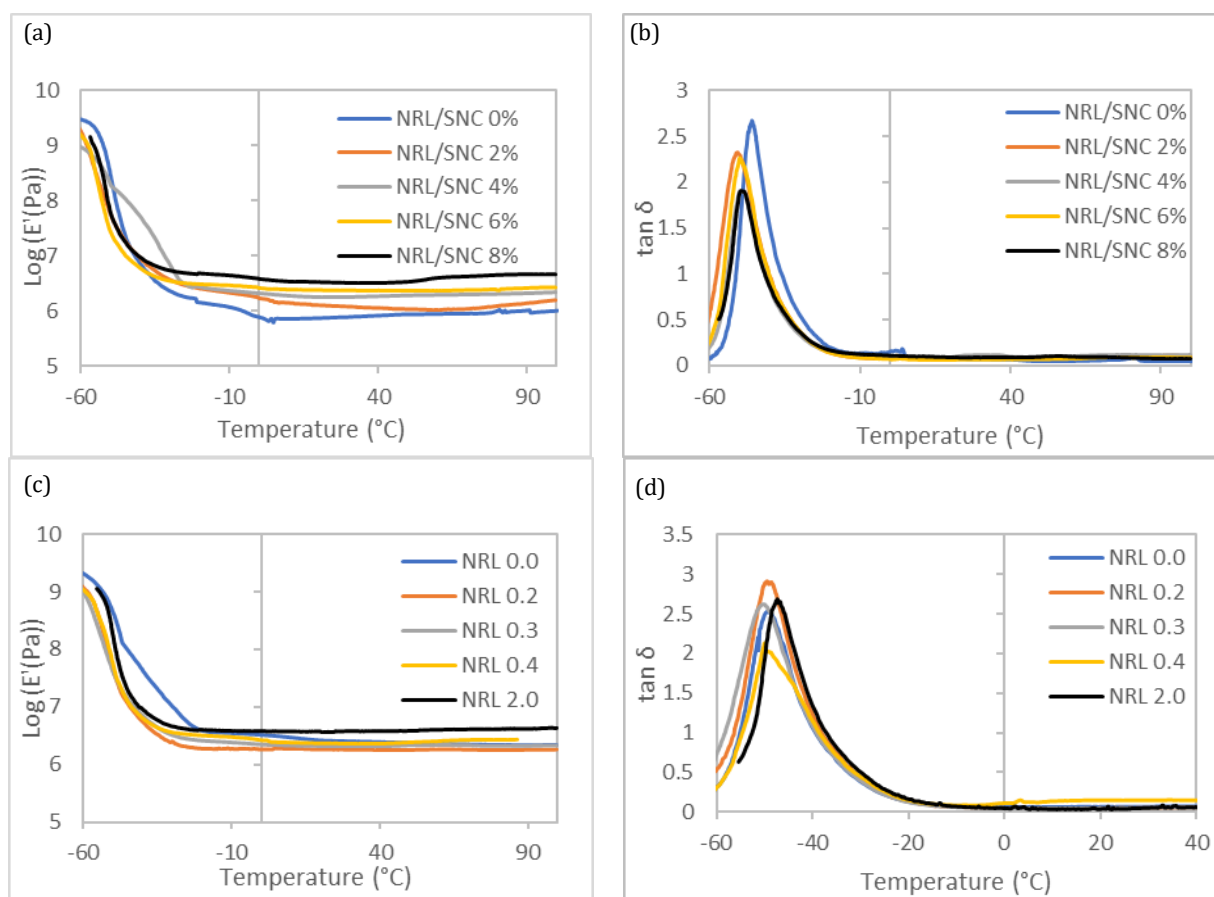 (a)
Log (E'(Pa))
10
9
8
7
6
5
-60
-10
40
90
Temperature (°C)
NRL/SNC 0%
NRL/SNC 2%
NRL/SNC 4%
NRL/SNC 6%
NRL/SNC 8%
(b)
tan δ
3
2.5
2
1.5
1
0.5
0
-60
-10
40
90
Temperature (°C)
NRL/SNC 0%
NRL/SNC 2%
NRL/SNC 4%
NRL/SNC 6%
NRL/SNC 8%
(c)
Log (E'(Pa))
10
9
8
7
6
5
-60
-10
40
90
Temperature (°C)
NRL 0.0
NRL 0.2
NRL 0.3
NRL 0.4
NRL 2.0
(d)
tan δ
3.5
3
2.5
2
1.5
1
0.5
0
-60
-40
-20
0
20
40
Temperature (°C)
NRL 0.0
NRL 0.2
NRL 0.3
NRL 0.4
NRL 2.0